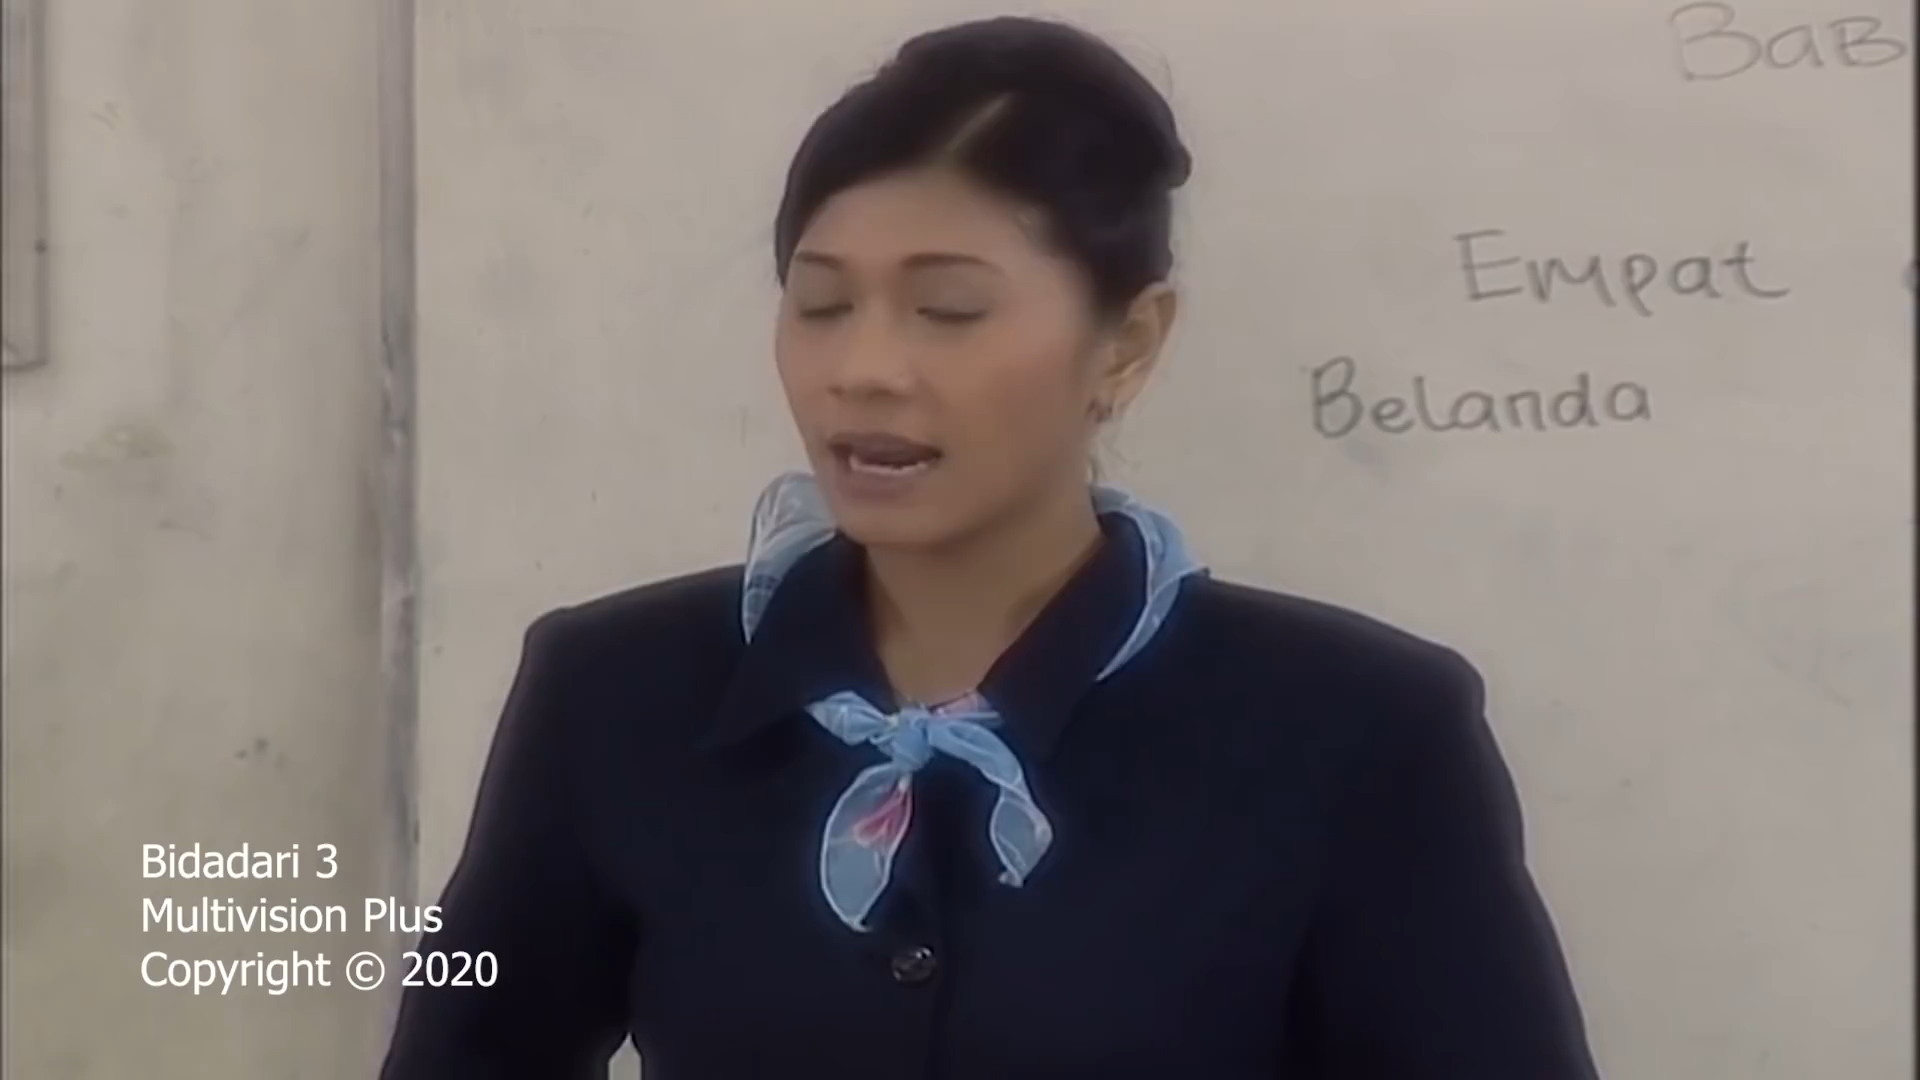 BaB
Empat
Belanda
Bidadari 3
Multivision Plus
Copyright © 2020